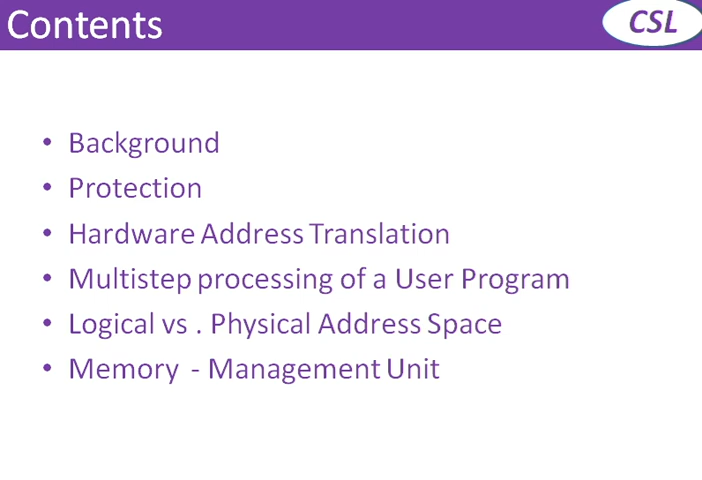 Contents
CSL
• Background
• Protection
• Hardware Address Translation
• Multistep processing of a User Program
• Logical vs . Physical Address Space
• Memory - Management Unit